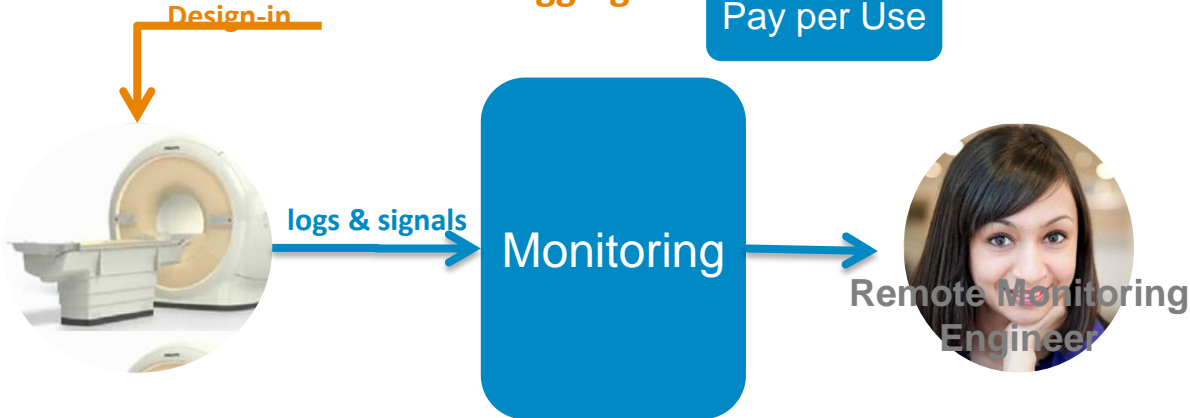 Design-in
Pay per Use
logs & signals
Monitoring
Remote Monitoring
Engineer